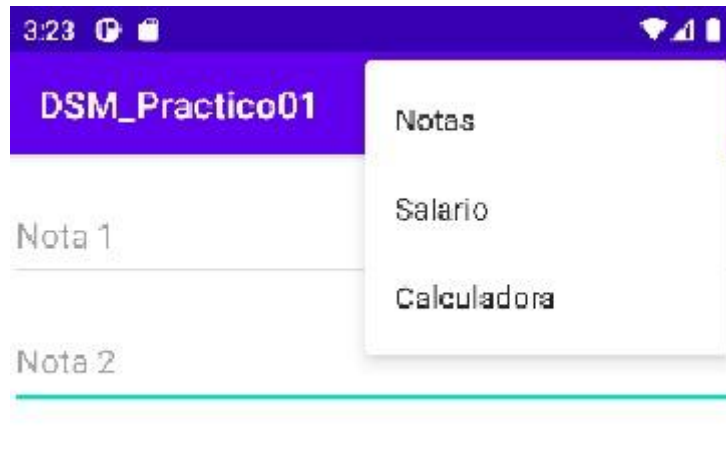 3:23
DSM_Practico01
Notas
Salario
Nota 1
Calculadora
Nota 2